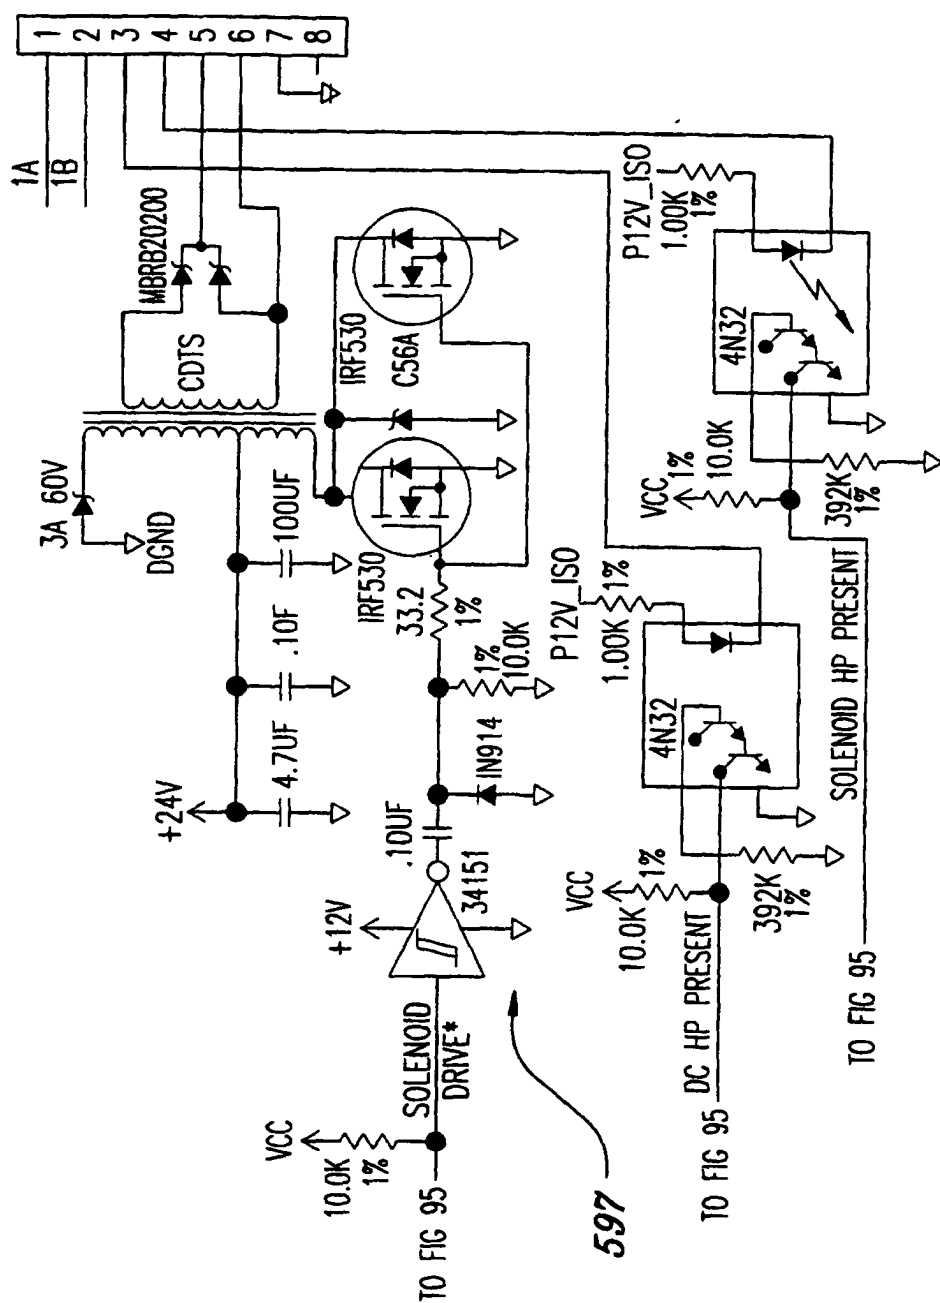 1
2
3
4
5
6
7
8
1A
1B
MBRB20200
CDTS
3A 60V
DGND
100UF
.10F
4.7UF
+24V
IRF530
C56A
IRF530
33.2
1%
1%
10.0K
IN914
.10UF
34151
+12V
SOLENOID
DRIVE*
VCC
10.0K
1%
TO FIG 95
597
P12V_ISO
1.00K
1%
4N32
VCC
1%
10.0K
392K
1%
SOLENOID HP PRESENT
TO FIG 95
P12V_ISO
1.00K
1%
4N32
VCC
10.0K
1%
392K
1%
DC HP PRESENT
TO FIG 95